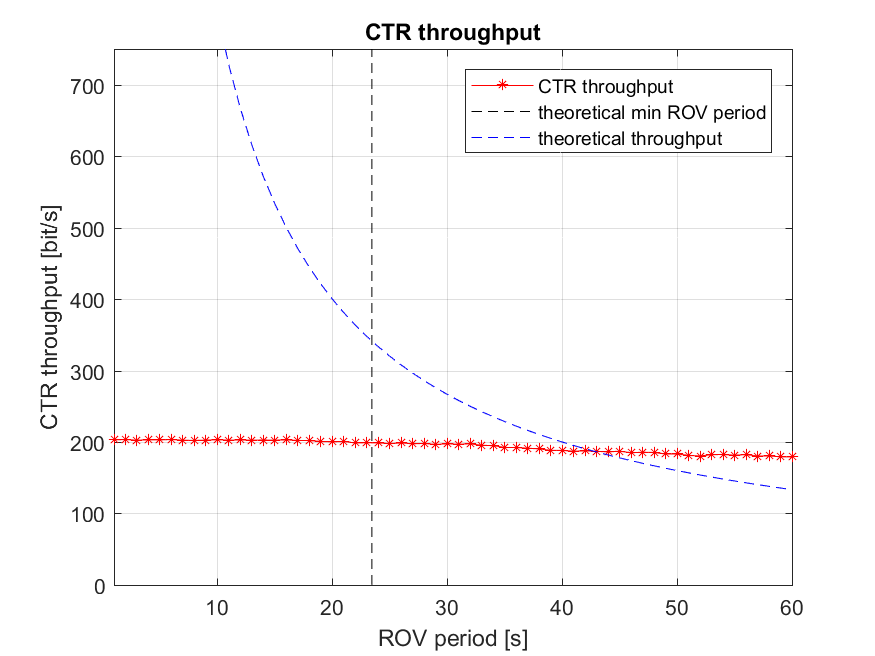 CTR throughput
CTR throughput
theoretical min ROV period
theoretical throughput
CTR throughput [bit/s]
700
600
500
400
300
200
100
0
10 20 30 40 50 60
ROV period [s]